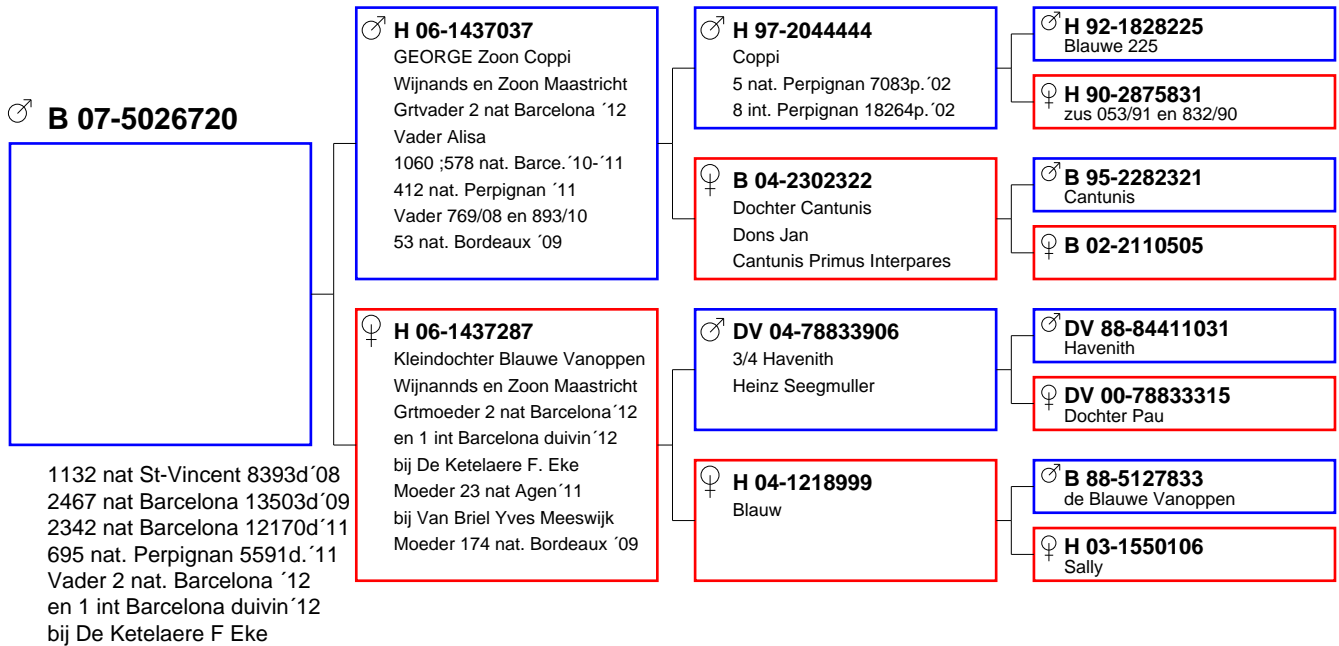 B 07-5026720
1132 nat St-Vincent 8393d´08
2467 nat Barcelona 13503d´09
2342 nat Barcelona 12170d´11
695 nat. Perpignan 5591d.´11
Vader 2 nat. Barcelona ´12
en 1 int Barcelona duivin´12
bij De Ketelaere F Eke
H 06-1437037
GEORGE Zoon Coppi
Wijnands en Zoon Maastricht
Grtvader 2 nat Barcelona ´12
Vader Alisa
1060 ;578 nat. Barce.´10-´11
412 nat. Perpignan ´11
Vader 769/08 en 893/10
53 nat. Bordeaux ´09
H 06-1437287
Kleindochter Blauwe Vanoppen
Wijnannds en Zoon Maastricht
Grtmoeder 2 nat Barcelona´12
en 1 int Barcelona duivin´12
bij De Ketelaere F. Eke
Moeder 23 nat Agen´11
bij Van Briel Yves Meeswijk
Moeder 174 nat. Bordeaux ´09
H 97-2044444
Coppi
5 nat. Perpignan 7083p.´02
8 int. Perpignan 18264p.´02
B 04-2302322
Dochter Cantunis
Dons Jan
Cantunis Primus Interpares
DV 04-78833906
3/4 Havenith
Heinz Seegmuller
H 04-1218999
Blauw
H 92-1828225
Blauwe 225
H 90-2875831
zus 053/91 en 832/90
B 95-2282321
Cantunis
B 02-2110505
DV 88-84411031
Havenith
DV 00-78833315
Dochter Pau
B 88-5127833
de Blauwe Vanoppen
H 03-1550106
Sally